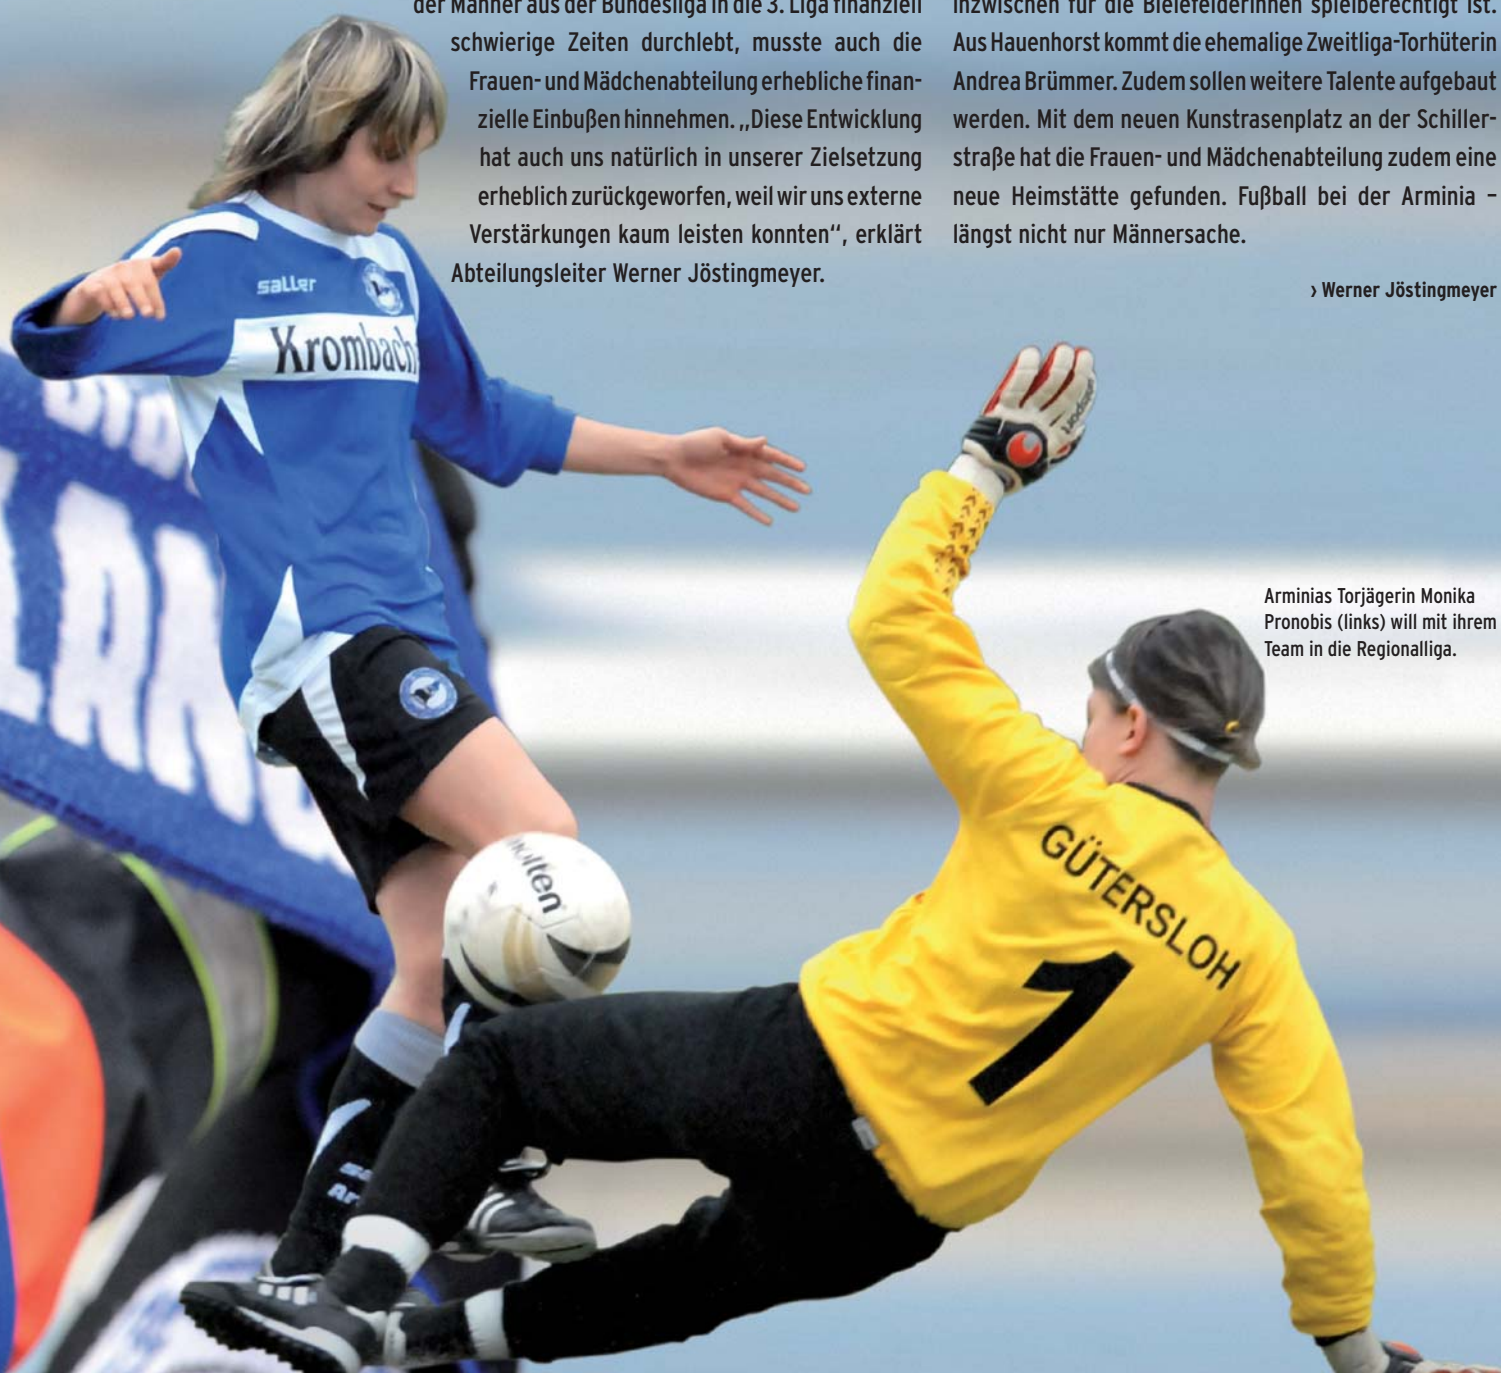 der Männer aus der Bundesliga in die 3. Liga finanziell
schwierige Zeiten durchlebt, musste auch die
Frauen- und Mädchenabteilung erhebliche finan-
zielle Einbußen hinnehmen. „Diese Entwicklung
hat auch uns natürlich in unserer Zielsetzung
erheblich zurückgeworfen, weil wir uns externe
Verstärkungen kaum leisten konnten“, erklärt
Abteilungsleiter Werner Jöstingmeyer.
inzwischen für die Bielefelderinnen spielberechtigt ist.
Aus Hauenhorst kommt die ehemalige Zweitliga-Torhüterin
Andrea Brümmer. Zudem sollen weitere Talente aufgebaut
werden. Mit dem neuen Kunstrasenplatz an der Schiller-
straße hat die Frauen- und Mädchenabteilung zudem eine
neue Heimstätte gefunden. Fußball bei der Arminia –
längst nicht nur Männersache.
› Werner Jöstingmeyer
saller
Krombach
Arminias Torjägerin Monika
Pronobis (links) will mit ihrem
Team in die Regionalliga.
molten
GÜTERSLOH
1